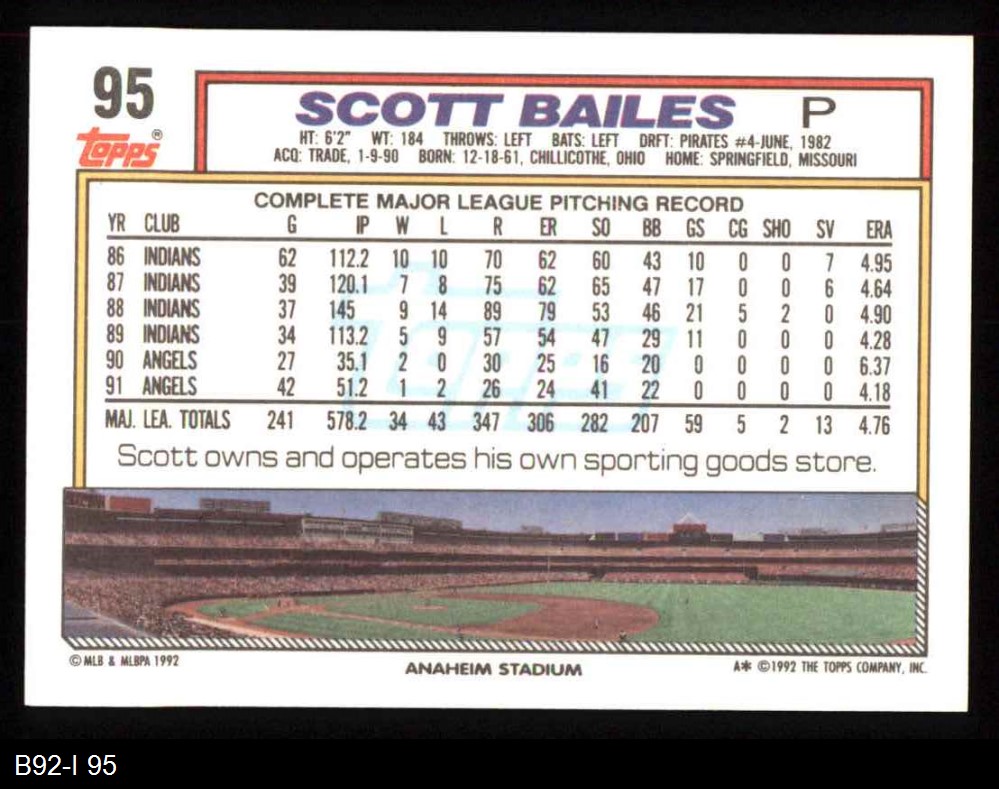 95
topps®
SCOTT BAILES P
HT: 6'2" WT: 184 THROWS: LEFT BATS: LEFT DRFT: PIRATES #4-JUNE, 1982
ACQ: TRADE, 1-9-90 BORN: 12-18-61, CHILLICOTHE, OHIO HOME: SPRINGFIELD, MISSOURI
COMPLETE MAJOR LEAGUE PITCHING RECORD
YR CLUB G IP W L R ER SO BB GS CG SHO SV ERA
86 INDIANS 62 112.2 10 10 70 62 60 43 10 0 0 7 4.95
87 INDIANS 39 120.1 7 8 75 62 65 47 17 0 0 6 4.64
88 INDIANS 37 145 9 14 89 79 53 46 21 5 2 0 4.90
89 INDIANS 34 113.2 5 9 57 54 47 29 11 0 0 0 4.28
90 ANGELS 27 35.1 2 0 30 25 16 20 0 0 0 0 6.37
91 ANGELS 42 51.2 1 2 26 24 41 22 0 0 0 0 4.18
MAJ. LEA. TOTALS 241 578.2 34 43 347 306 282 207 59 5 2 13 4.76
topps
Scott owns and operates his own sporting goods store.
© MLB & MLBPA 1992
ANAHEIM STADIUM
A* ©1992 THE TOPPS COMPANY, INC.
B92-I 95